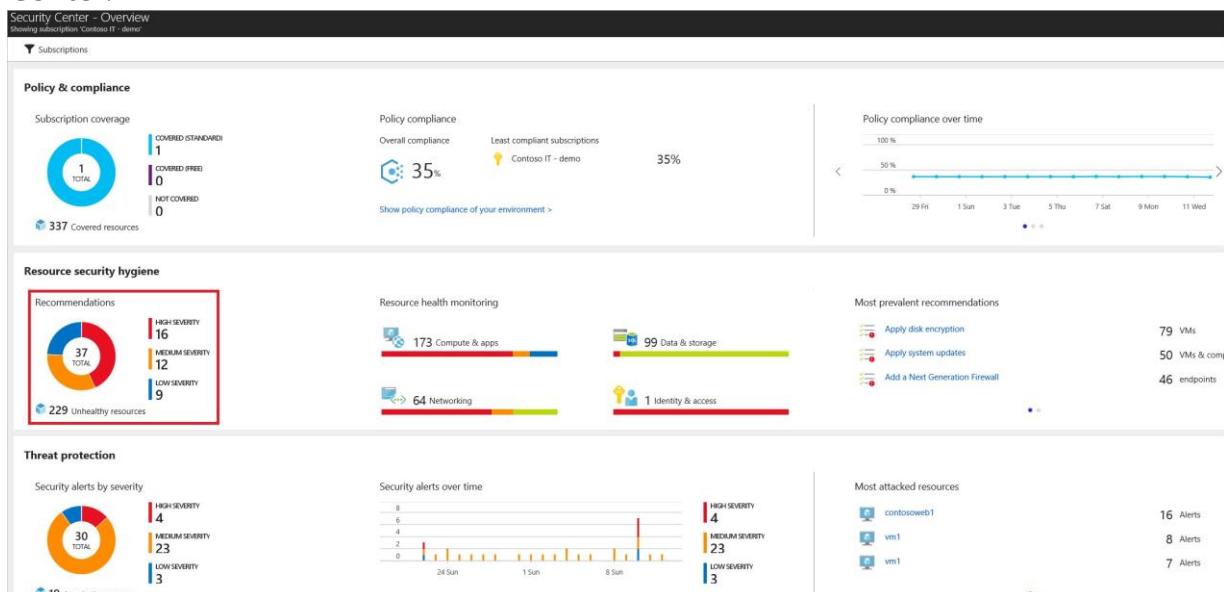 Security Center - Overview
Showing subscription 'Contoso IT - demo'
Subscriptions
Policy & compliance
Subscription coverage
1
TOTAL
COVERED (STANDARD)
1
COVERED (FREE)
0
NOT COVERED
0
337 Covered resources
Policy compliance
Overall compliance
35%
Least compliant subscriptions
Contoso IT - demo 35%
Show policy compliance of your environment >
Policy compliance over time
100 %
50 %
0 %
29 Fri 1 Sun 3 Tue 5 Thu 7 Sat 9 Mon 11 Wed
Resource security hygiene
Recommendations
37
TOTAL
HIGH SEVERITY
16
MEDIUM SEVERITY
12
LOW SEVERITY
9
229 Unhealthy resources
Resource health monitoring
173 Compute & apps
99 Data & storage
64 Networking
1 Identity & access
Most prevalent recommendations
Apply disk encryption 79 VMs
Apply system updates 50 VMs & comp
Add a Next Generation Firewall 46 endpoints
Threat protection
Security alerts by severity
30
TOTAL
HIGH SEVERITY
4
MEDIUM SEVERITY
23
LOW SEVERITY
3
Security alerts over time
8
6
4
2
0
24 Sun 1 Sun 8 Sun
HIGH SEVERITY
4
MEDIUM SEVERITY
23
LOW SEVERITY
3
Most attacked resources
contosoweb1 16 Alerts
vm1 8 Alerts
vm1 7 Alerts